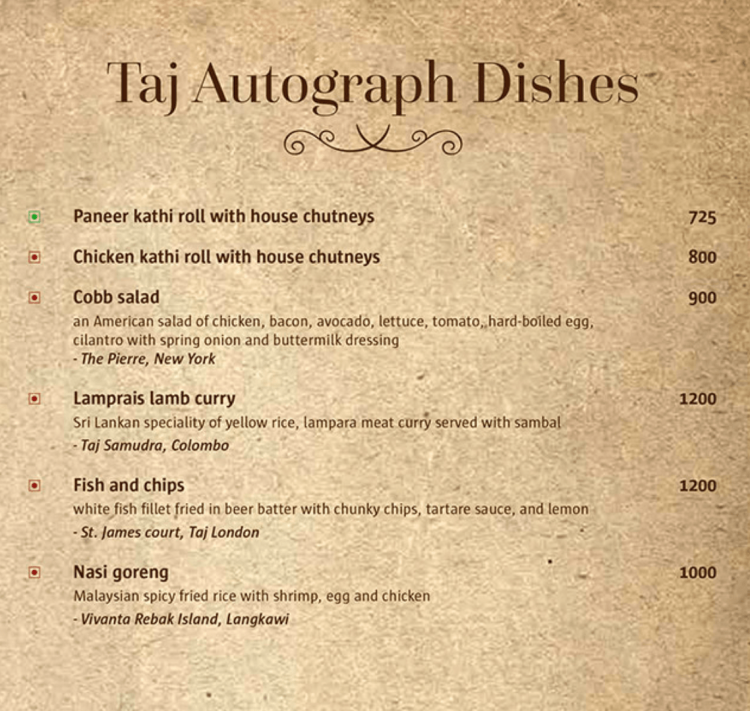 Taj Autograph Dishes
Paneer kathi roll with house chutneys 725
Chicken kathi roll with house chutneys 800
Cobb salad 900
an American salad of chicken, bacon, avocado, lettuce, tomato, hard-boiled egg,
cilantro with spring onion and buttermilk dressing
- The Pierre, New York
Lamprais lamb curry 1200
Sri Lankan speciality of yellow rice, lampara meat curry served with sambal
- Taj Samudra, Colombo
Fish and chips 1200
white fish fillet fried in beer batter with chunky chips, tartare sauce, and lemon
- St. James court, Taj London
Nasi goreng 1000
Malaysian spicy fried rice with shrimp, egg and chicken
- Vivanta Rebak Island, Langkawi